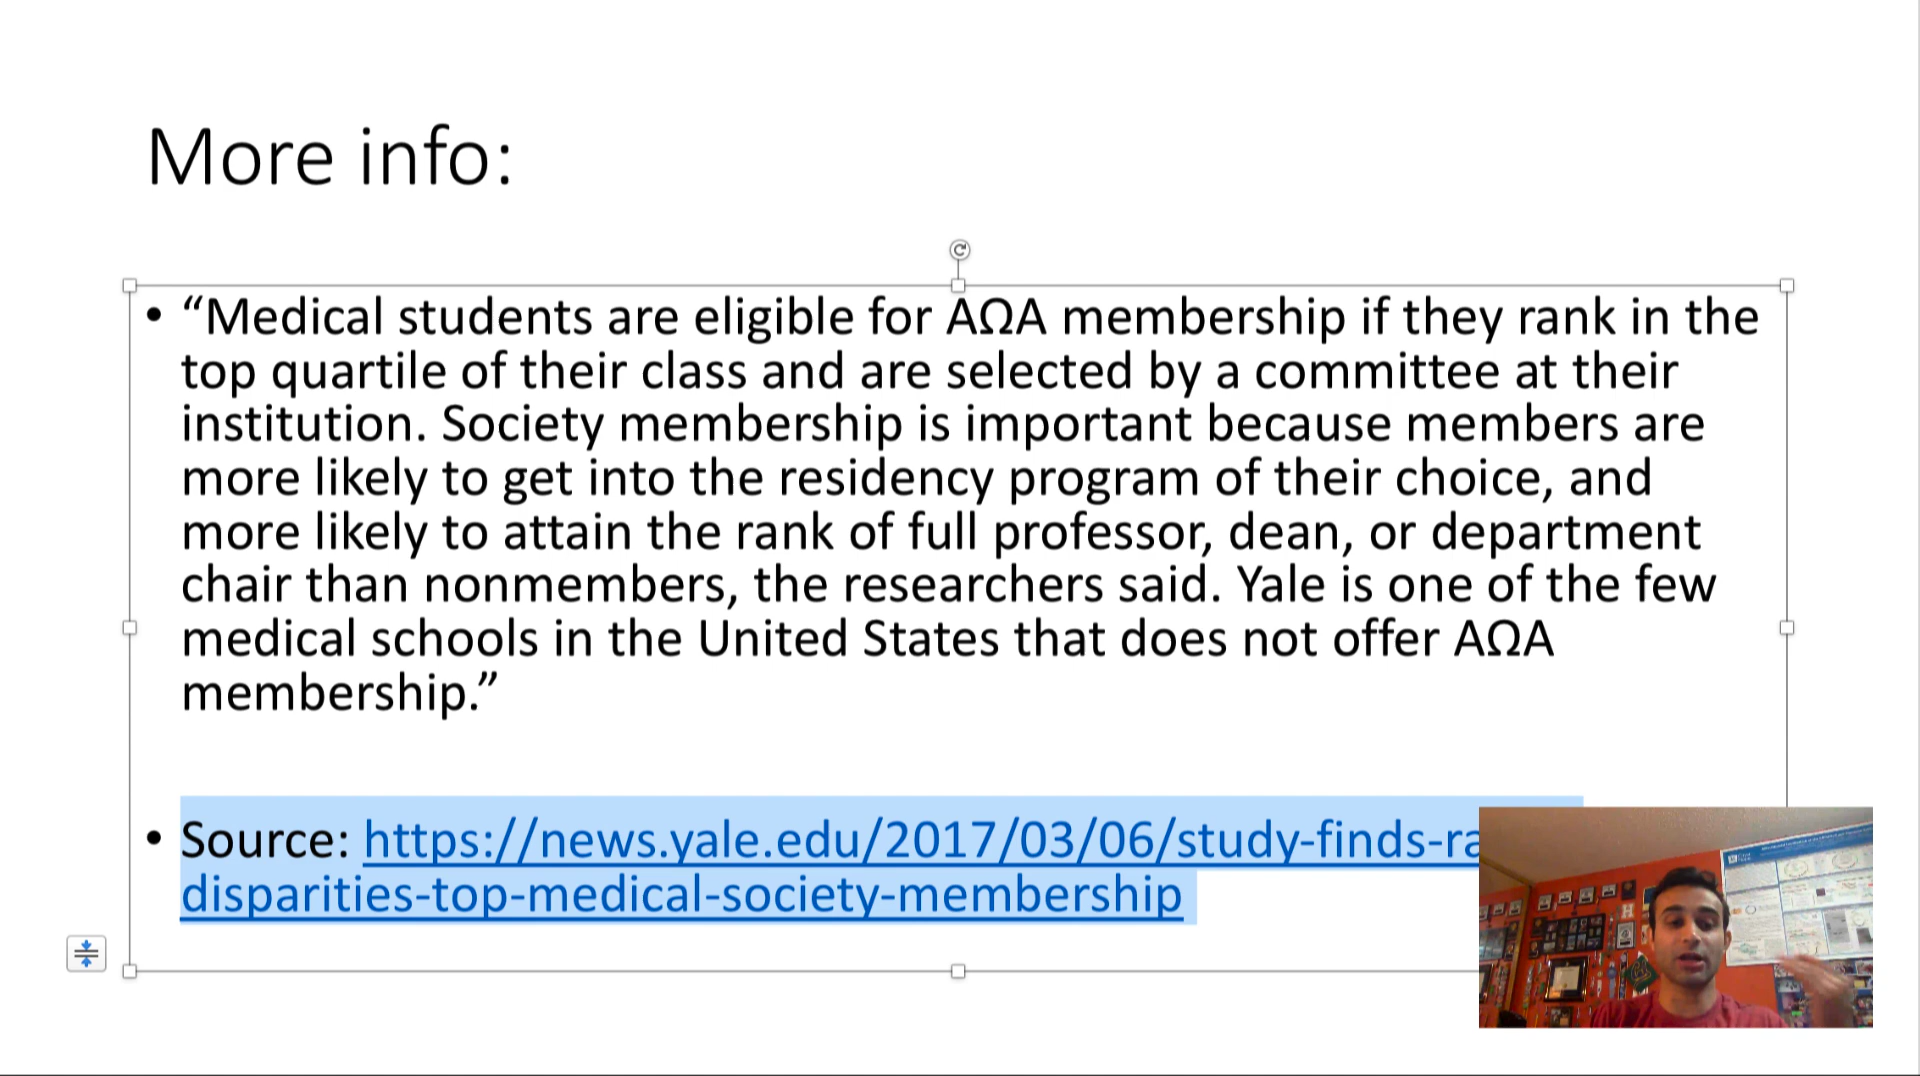 More info:
• “Medical students are eligible for AΩA membership if they rank in the
top quartile of their class and are selected by a committee at their
institution. Society membership is important because members are
more likely to get into the residency program of their choice, and
more likely to attain the rank of full professor, dean, or department
chair than nonmembers, the researchers said. Yale is one of the few
medical schools in the United States that does not offer AΩA
membership.”
• Source: https://news.yale.edu/2017/03/06/study-finds-ra
disparities-top-medical-society-membership